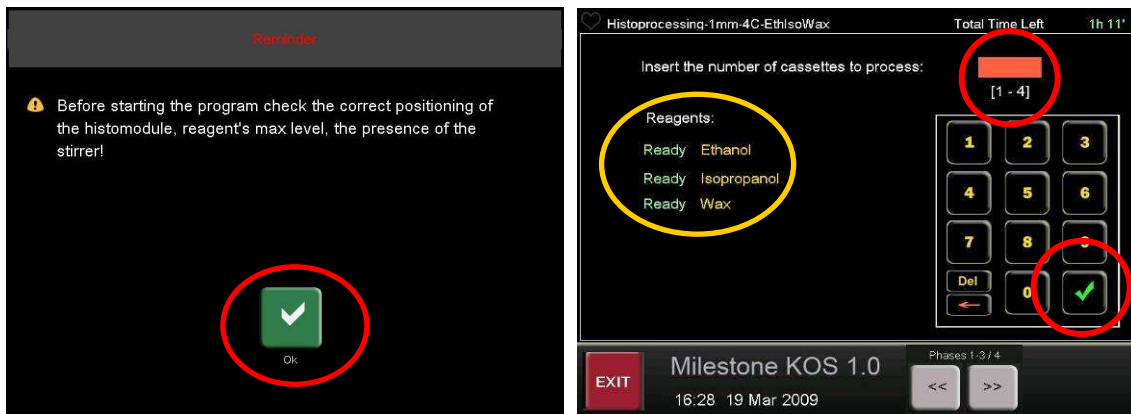 Reminder
Before starting the program check the correct positioning of
the histomodule, reagent's max level, the presence of the
stirrer!
Ok
Histoprocessing-1mm-4C-EthIsoWax Total Time Left 1h 11'
Insert the number of cassettes to process:
[1 - 4]
Reagents:
Ready Ethanol
Ready Isopropanol
Ready Wax
1 2 3
4 5 6
7 8 9
Del 0
EXIT
Milestone KOS 1.0
16:28 19 Mar 2009
Phases 1-3 / 4
<< >>